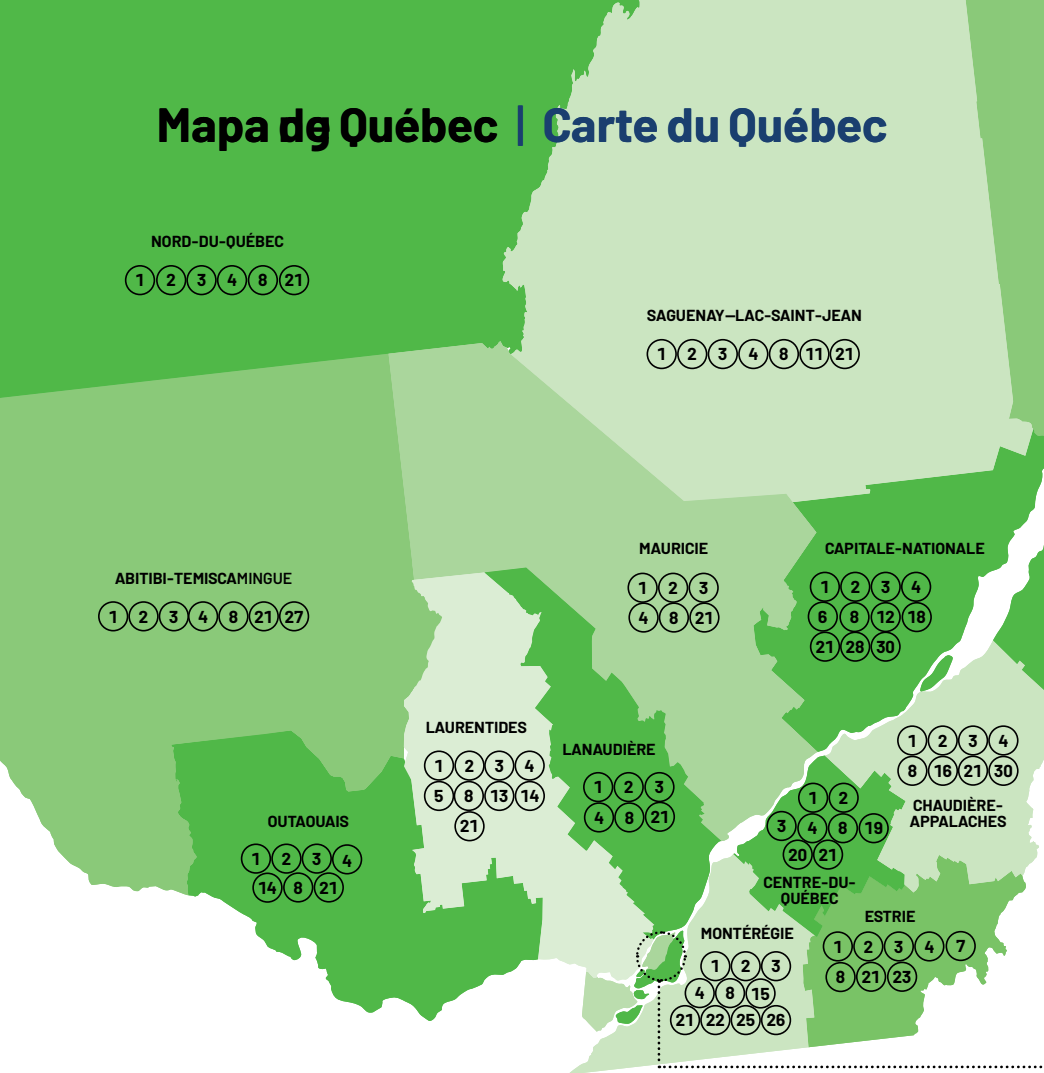 Mapa Québec | Carte du Québec
NORD-DU-QUÉBEC
1 2 3 4 8 21
SAGUENAY–LAC-SAINT-JEAN
1 2 3 4 8 11 21
MAURICIE
1 2 3
4 8 21
CAPITALE-NATIONALE
1 2 3 4
6 8 12 18
21 28 30
ABITIBI-TEMISCAMINGUE
1 2 3 4 8 21 27
LAURENTIDES
1 2 3 4
5 8 13 14
21
LANAUDIÈRE
1 2 3
4 8 21
1 2 3 4
8 16 21 30
CHAUDIÈRE-
APPALACHES
OUTAOUAIS
1 2 3 4
14 8 21
1 2
3 4 8 19
20 21
CENTRE-DU-
QUÉBEC
ESTRIE
1 2 3 4 7
8 21 23
MONTÉRÉGIE
1 2 3
4 8 15
21 22 25 26